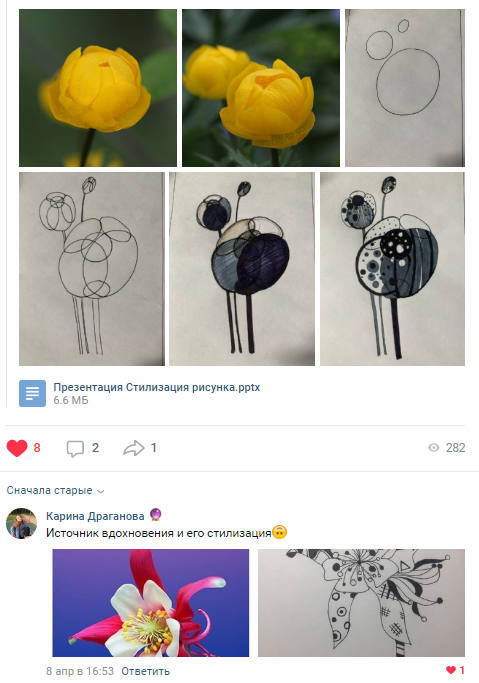 Презентация Стилизация рисунка.pptx
6.6 МБ
8 2 1 282
Сначала старые
Карина Драганова
Источник вдохновения и его стилизация🙃
8 апр в 16:53 Ответить 1